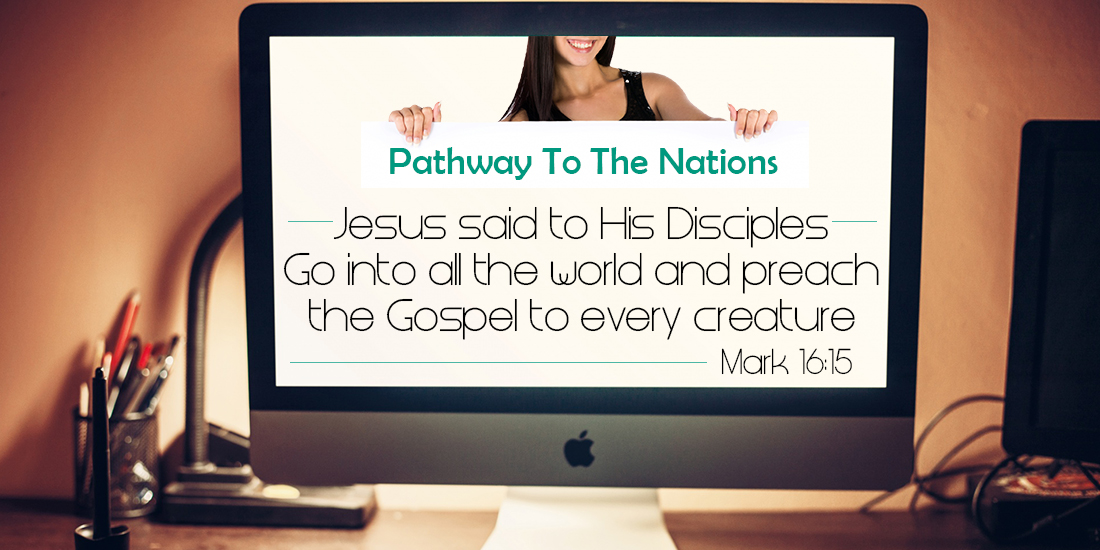 Pathway To The Nations
Jesus said to His Disciples
Go into all the world and preach
the Gospel to every creature
Mark 16:15